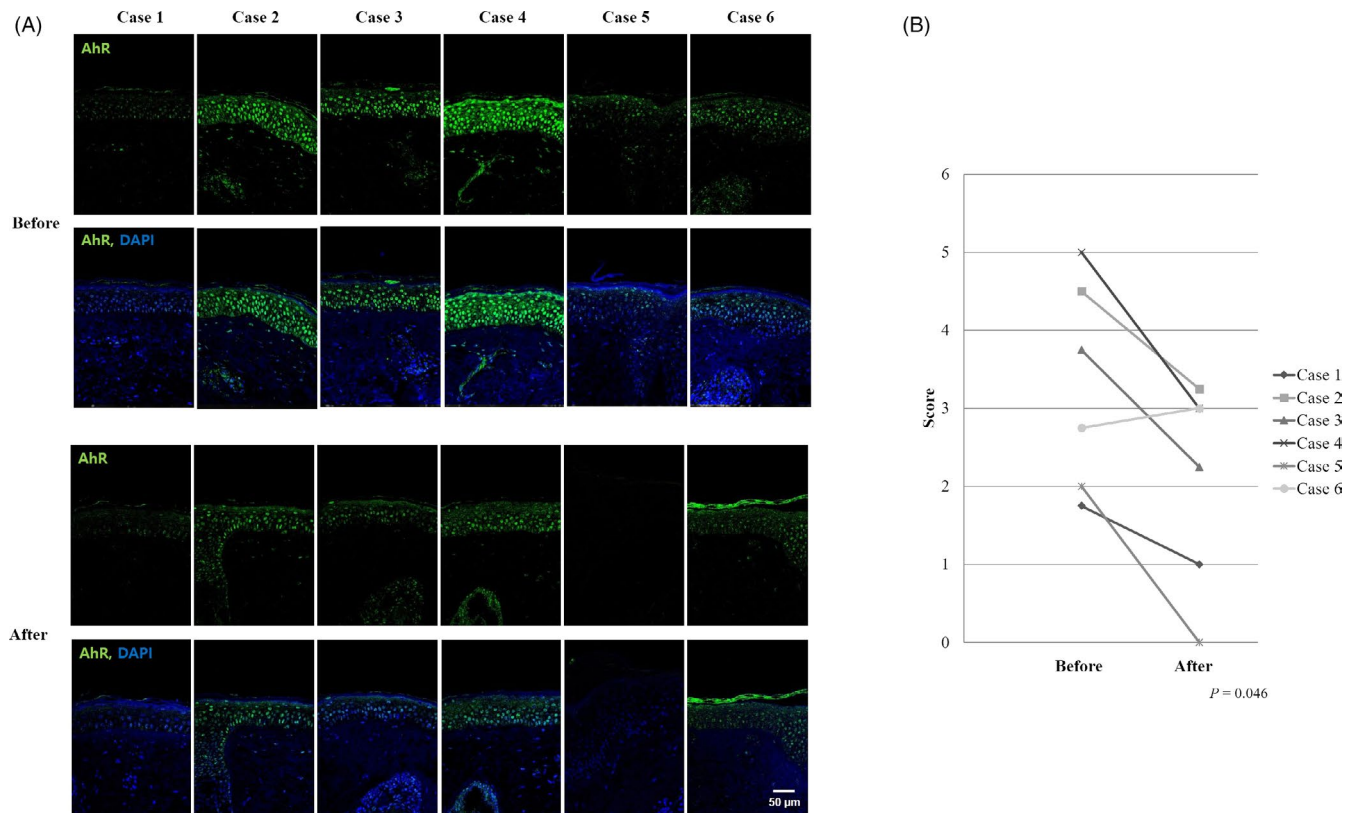 (A)
Case 1 Case 2 Case 3 Case 4 Case 5 Case 6
AhR
Before
AhR, DAPI
AhR
After
AhR, DAPI
50 µm
(B)
6
5
4
3
2
1
0
Score
Before After
P = 0.046
Case 1
Case 2
Case 3
Case 4
Case 5
Case 6